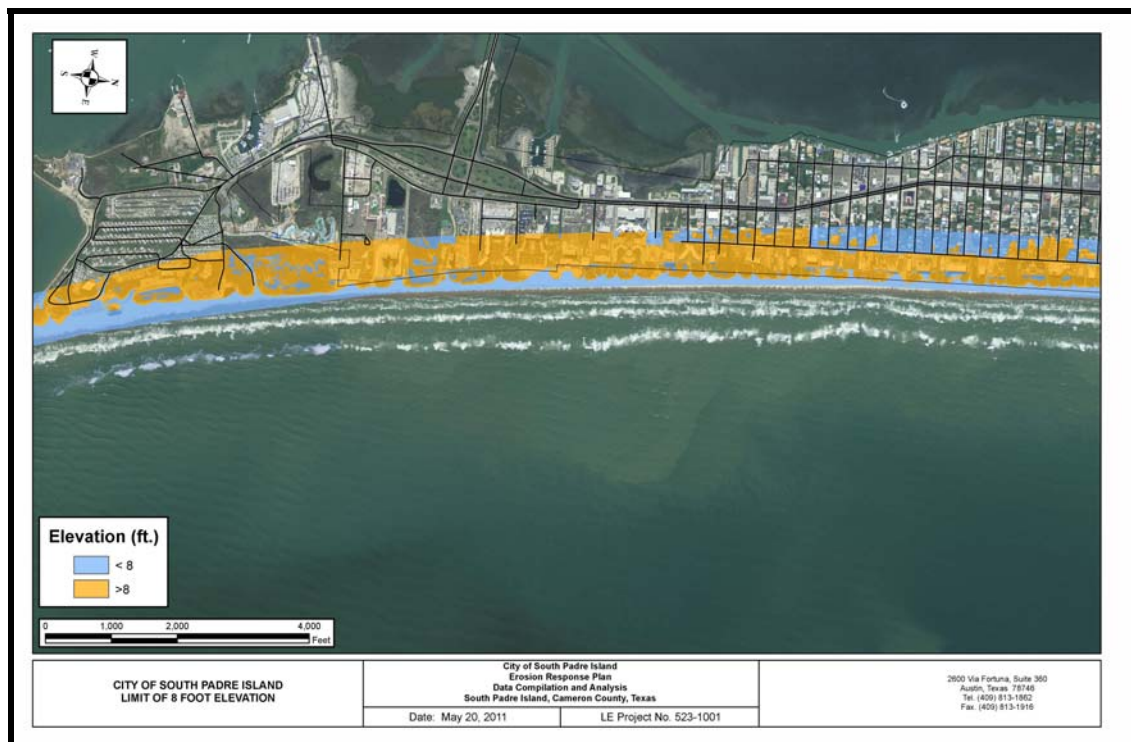 W
S
N
E
Elevation (ft.)
< 8
>8
0 1,000 2,000 4,000
Feet
CITY OF SOUTH PADRE ISLAND
LIMIT OF 8 FOOT ELEVATION
City of South Padre Island
Erosion Response Plan
Data Compilation and Analysis
South Padre Island, Cameron County, Texas
Date: May 20, 2011
LE Project No. 523-1001
2600 Via Fortuna, Suite 360
Austin, Texas 78746
Tel. (409) 813-1862
Fax. (409) 813-1916